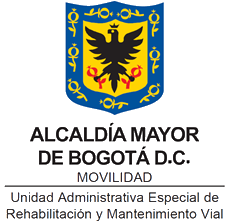 ALCALDÍA MAYOR
DE BOGOTÁ D.C.
MOVILIDAD
Unidad Administrativa Especial de
Rehabilitación y Mantenimiento Vial